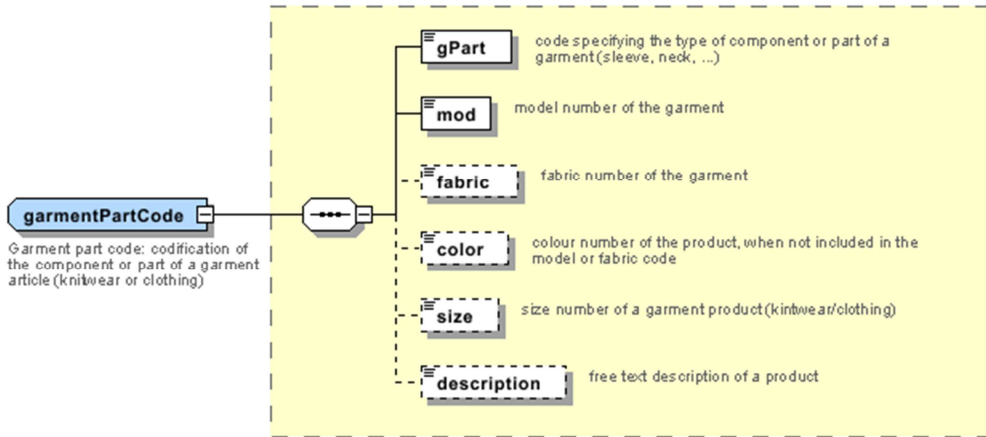 gPart
code specifying the type of component or part of a
garment (sleeve, neck, ...)
mod
model number of the garment
fabric
fabric number of the garment
garmentPartCode
Garment part code: codification of
the component or part of a garment
article (knitwear or clothing)
color
colour number of the product, when not included in the
model or fabric code
size
size number of a garment product (kintwear/clothing)
description
free text description of a product